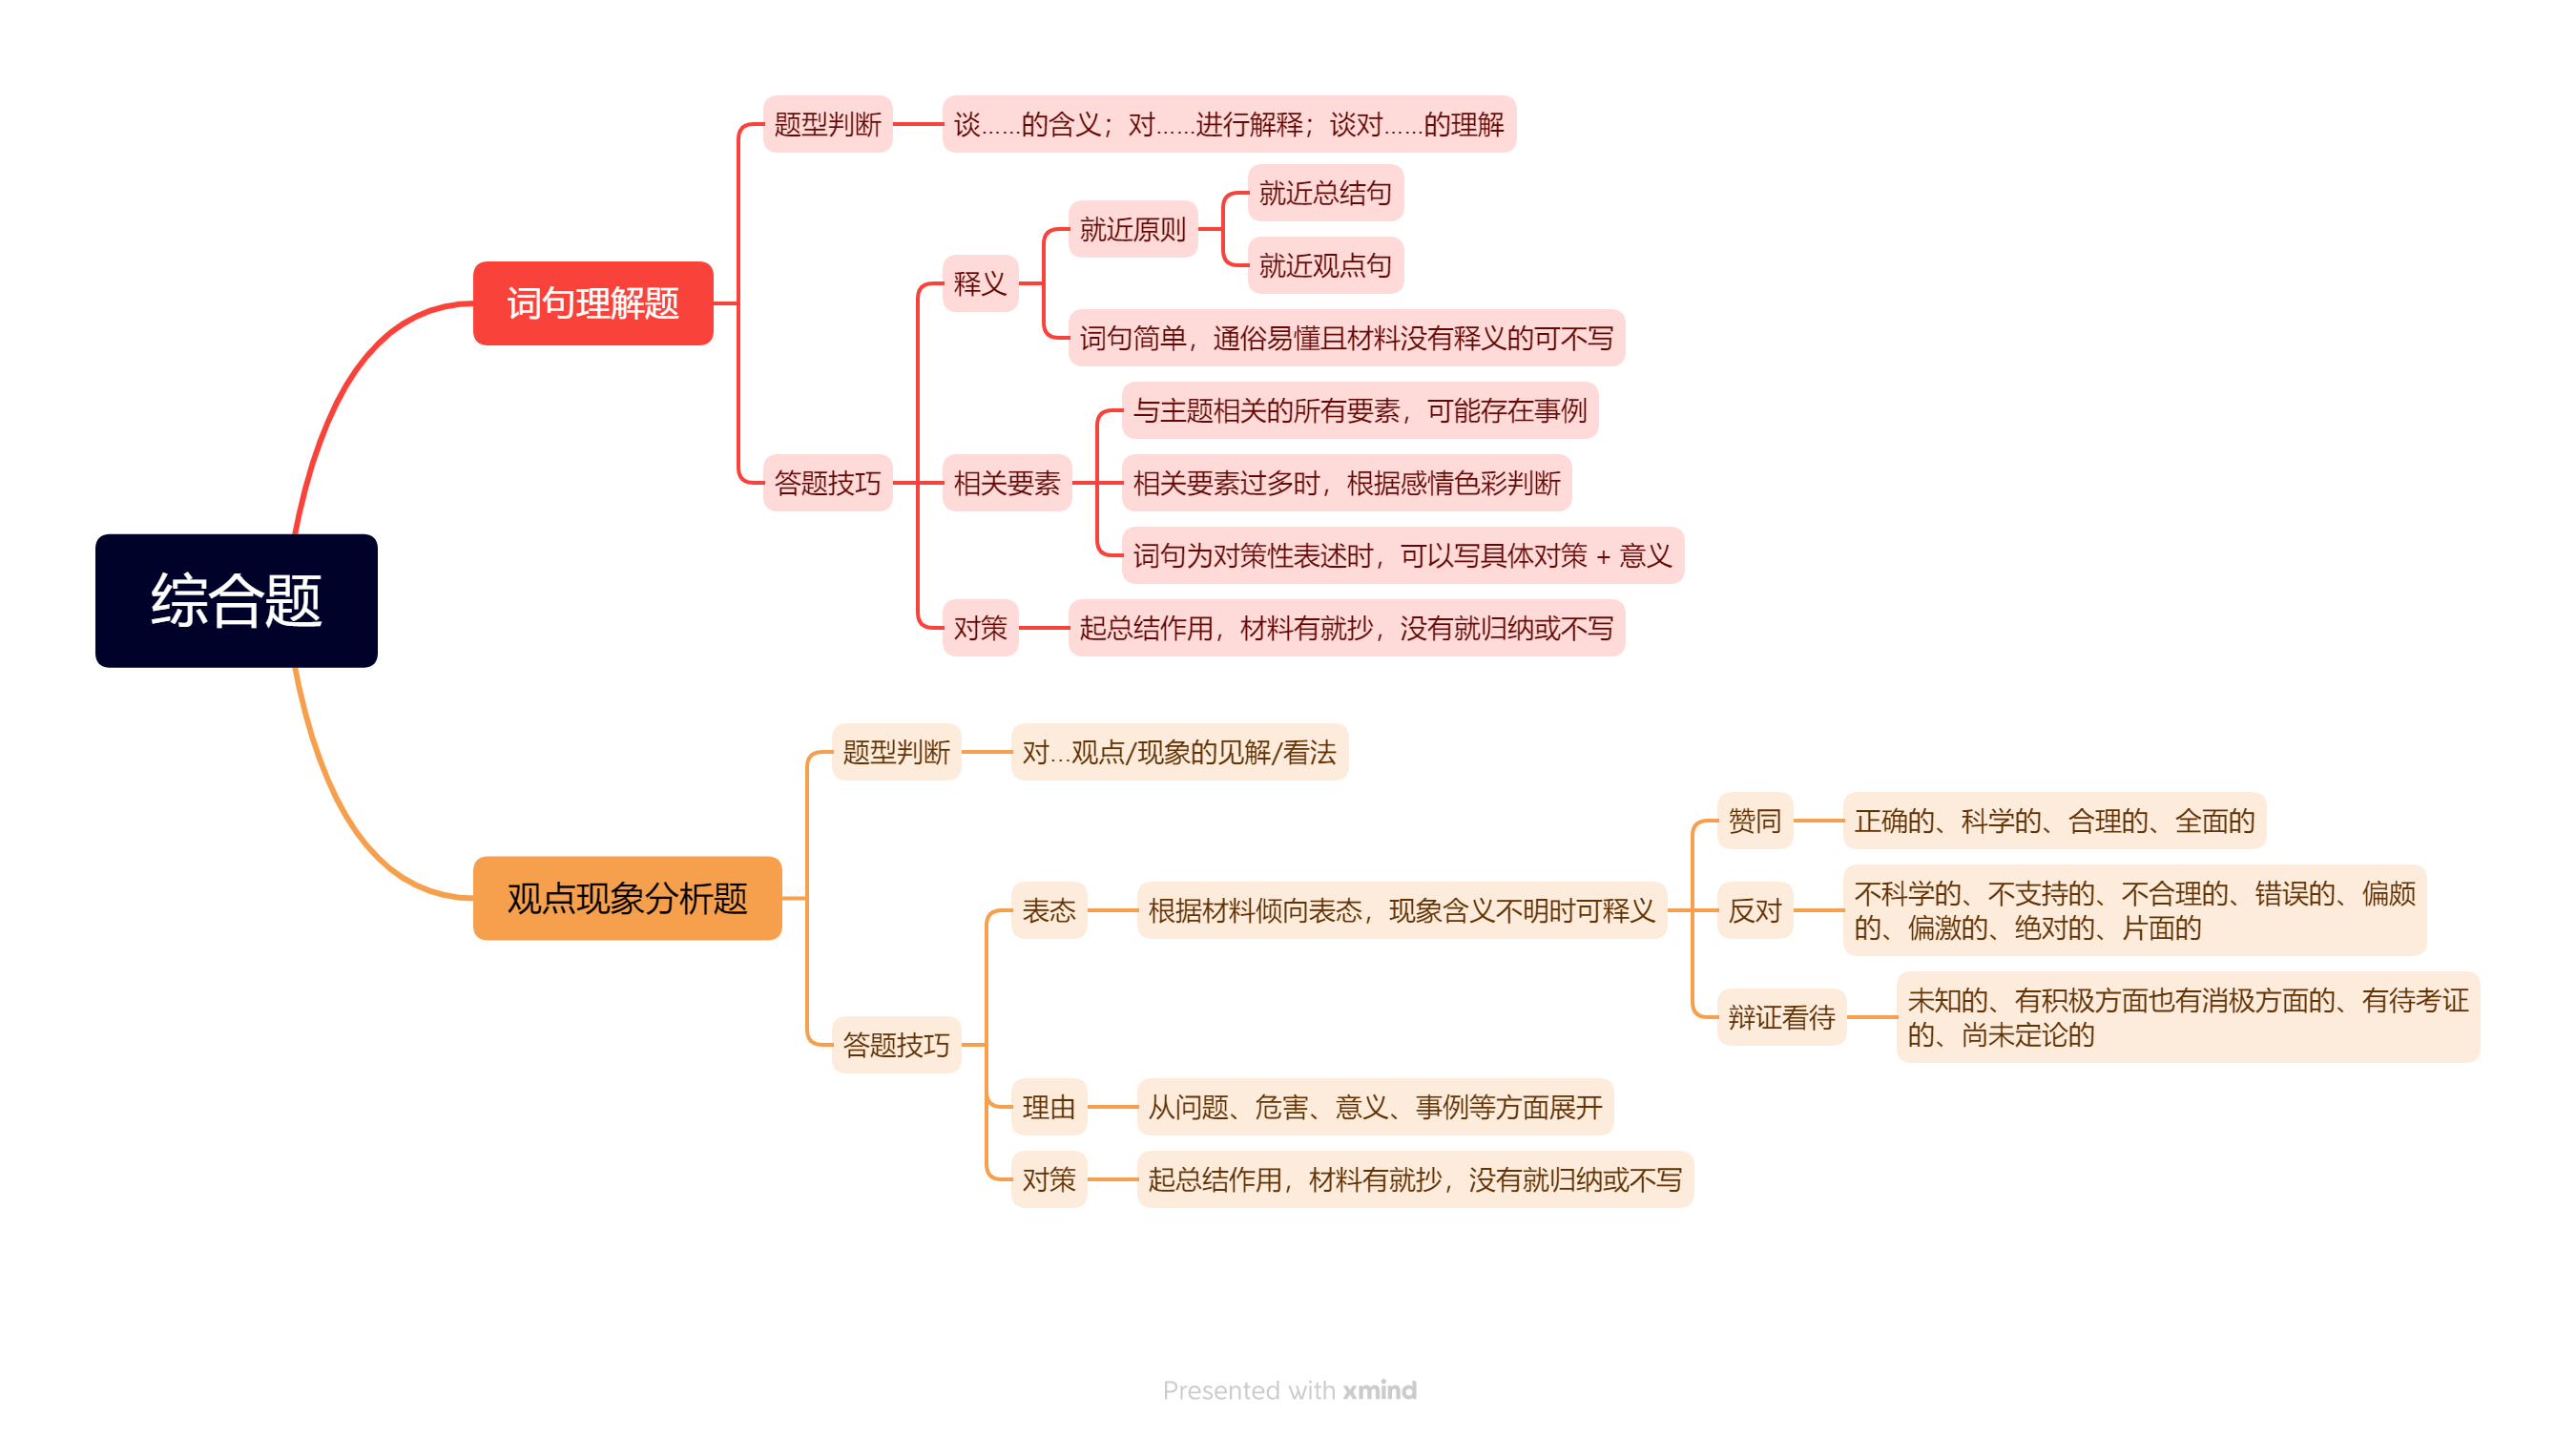 综合题
词句理解题
题型判断
谈……的含义；对……进行解释；谈对……的理解
答题技巧
释义
就近原则
就近总结句
就近观点句
词句简单，通俗易懂且材料没有释义的可不写
相关要素
与主题相关的所有要素，可能存在事例
相关要素过多时，根据感情色彩判断
词句为对策性表述时，可以写具体对策 + 意义
对策
起总结作用，材料有就抄，没有就归纳或不写
观点现象分析题
题型判断
对…观点/现象的见解/看法
答题技巧
表态
根据材料倾向表态，现象含义不明时可释义
赞同
正确的、科学的、合理的、全面的
反对
不科学的、不支持的、不合理的、错误的、偏颇
的、偏激的、绝对的、片面的
辩证看待
未知的、有积极方面也有消极方面的、有待考证
的、尚未定论的
理由
从问题、危害、意义、事例等方面展开
对策
起总结作用，材料有就抄，没有就归纳或不写
Presented with xmind